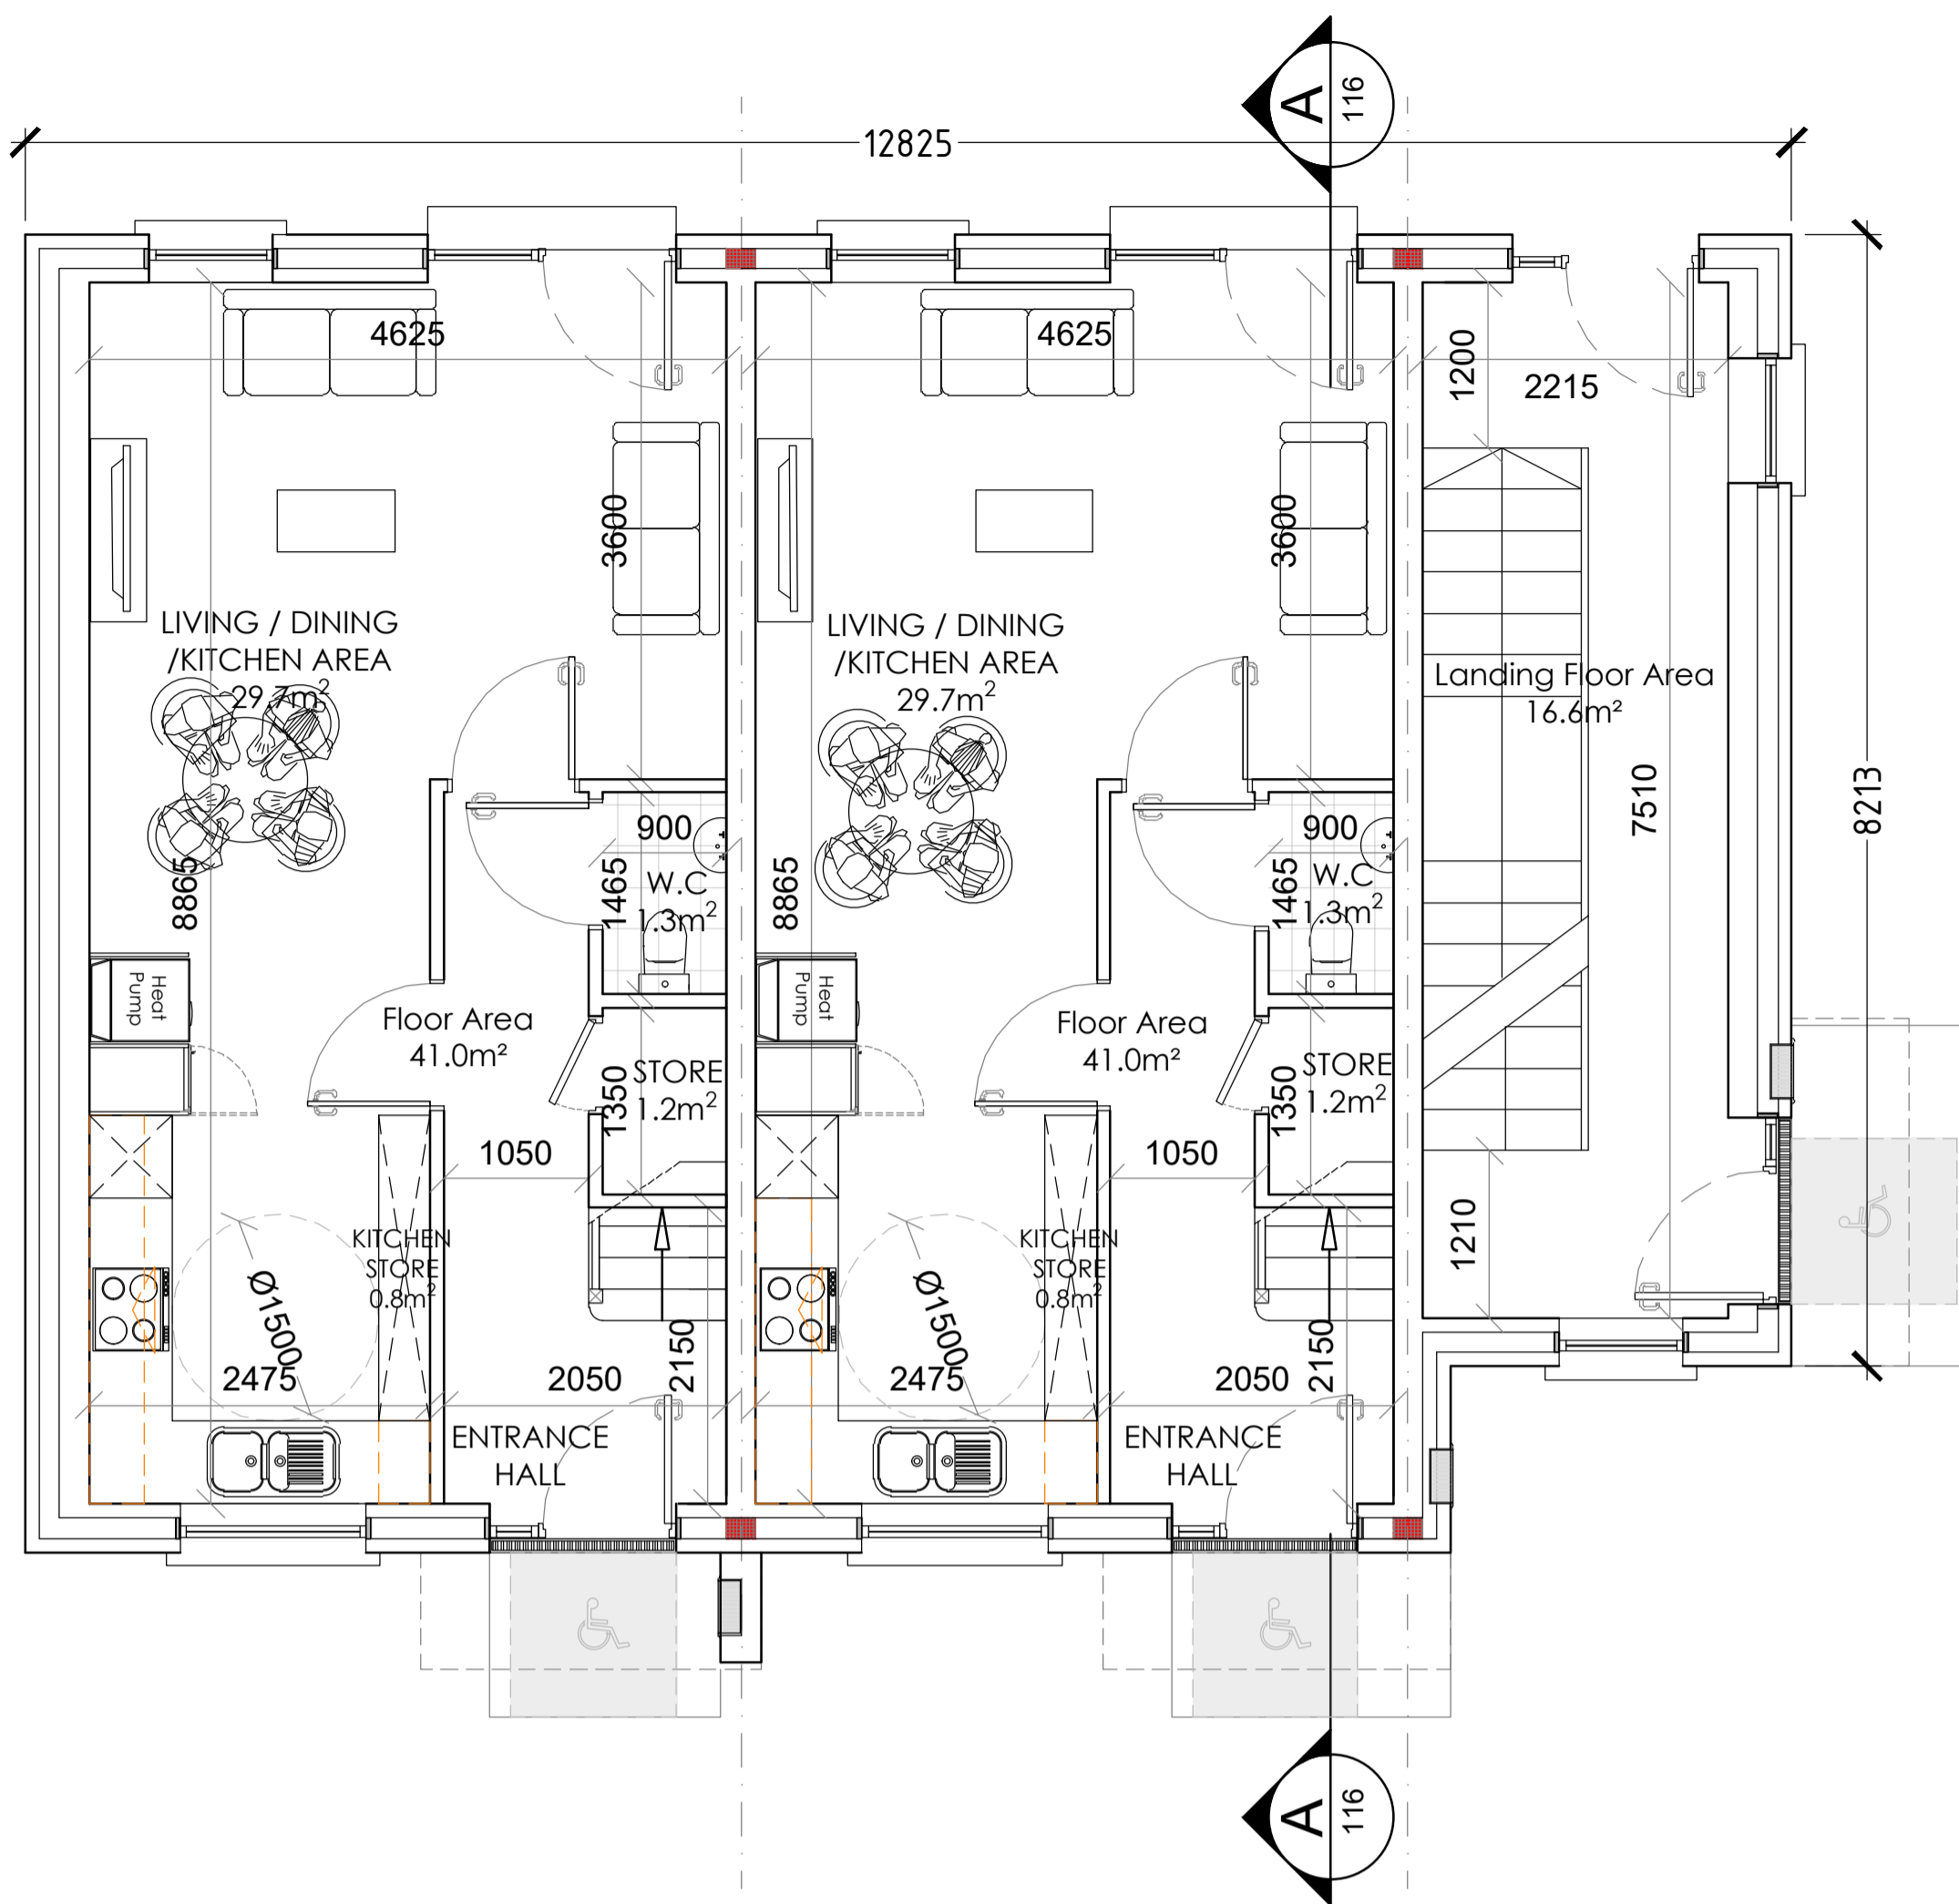 A
116
12825
4625
4625
1200
2215
3600
3600
LIVING / DINING
/KITCHEN AREA
29.7m²
LIVING / DINING
/KITCHEN AREA
29.7m²
Landing Floor Area
16.6m²
7510
8213
900
1465
W.C
1.3m²
900
1465
W.C
1.3m²
8865
8865
Heat
Pump
Heat
Pump
Floor Area
41.0m²
Floor Area
41.0m²
STORE
1.2m²
1350
STORE
1.2m²
1350
1050
1050
1210
KITCHEN
STORE
0.8m²
KITCHEN
STORE
0.8m²
Ø1500
Ø1500
2150
2150
2475
2050
2475
2050
ENTRANCE
HALL
ENTRANCE
HALL
A
116